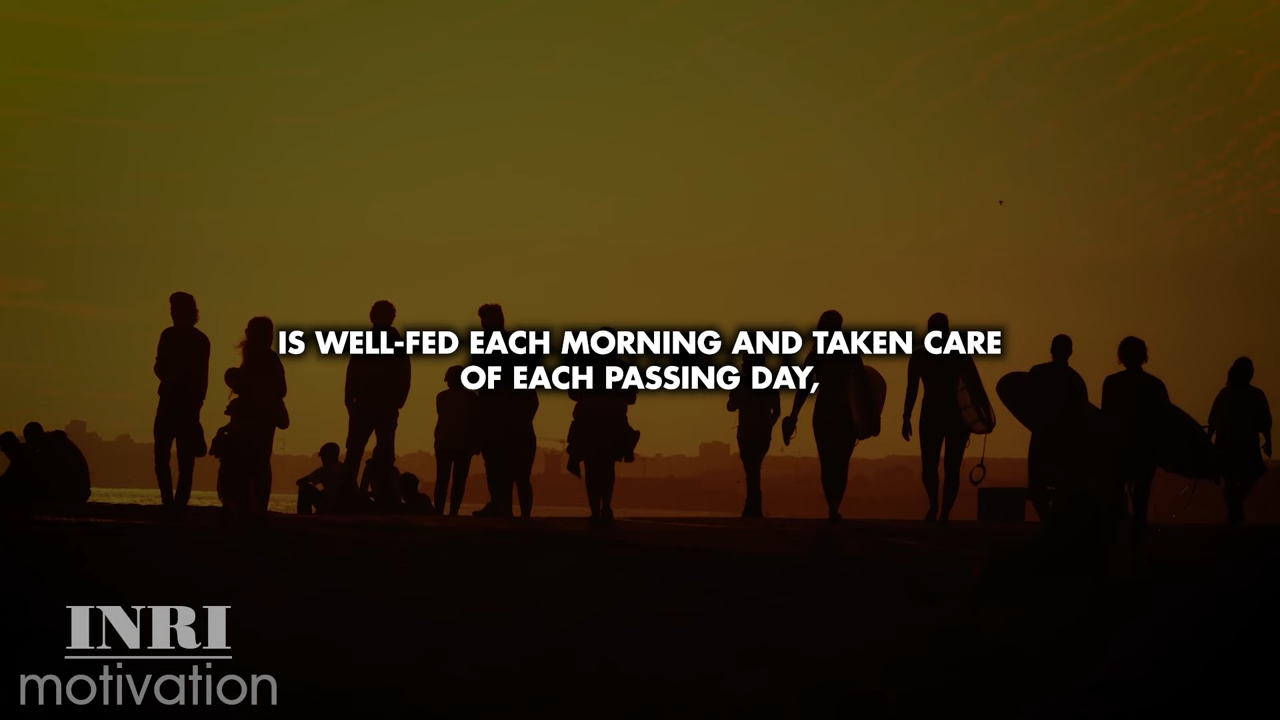 IS WELL-FED EACH MORNING AND TAKEN CARE
OF EACH PASSING DAY,
INRI
motivation